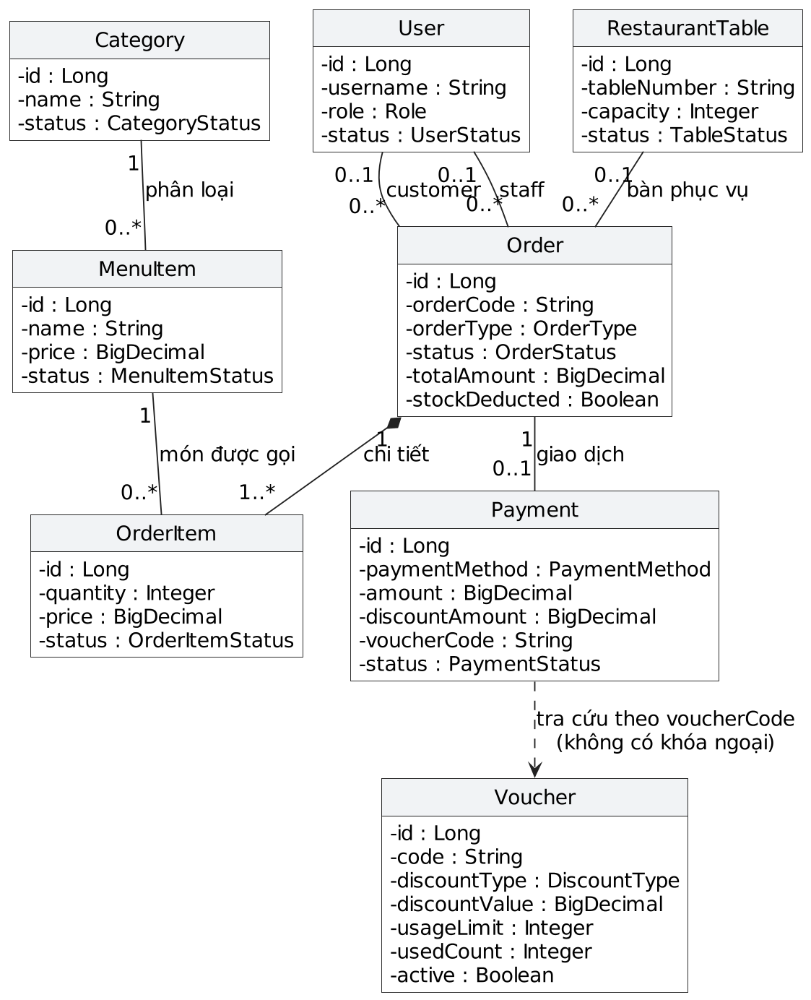 Category
-id : Long
-name : String
-status : CategoryStatus
User
-id : Long
-username : String
-role : Role
-status : UserStatus
RestaurantTable
-id : Long
-tableNumber : String
-capacity : Integer
-status : TableStatus
1
phân loại
0..*
0..1
customer
0..*
0..1
staff
0..*
0..1
bàn phục vụ
0..*
MenuItem
-id : Long
-name : String
-price : BigDecimal
-status : MenuItemStatus
Order
-id : Long
-orderCode : String
-orderType : OrderType
-status : OrderStatus
-totalAmount : BigDecimal
-stockDeducted : Boolean
1
món được gọi
0..*
1
chi tiết
1..*
1
giao dịch
0..1
OrderItem
-id : Long
-quantity : Integer
-price : BigDecimal
-status : OrderItemStatus
Payment
-id : Long
-paymentMethod : PaymentMethod
-amount : BigDecimal
-discountAmount : BigDecimal
-voucherCode : String
-status : PaymentStatus
tra cứu theo voucherCode
(không có khóa ngoại)
Voucher
-id : Long
-code : String
-discountType : DiscountType
-discountValue : BigDecimal
-usageLimit : Integer
-usedCount : Integer
-active : Boolean